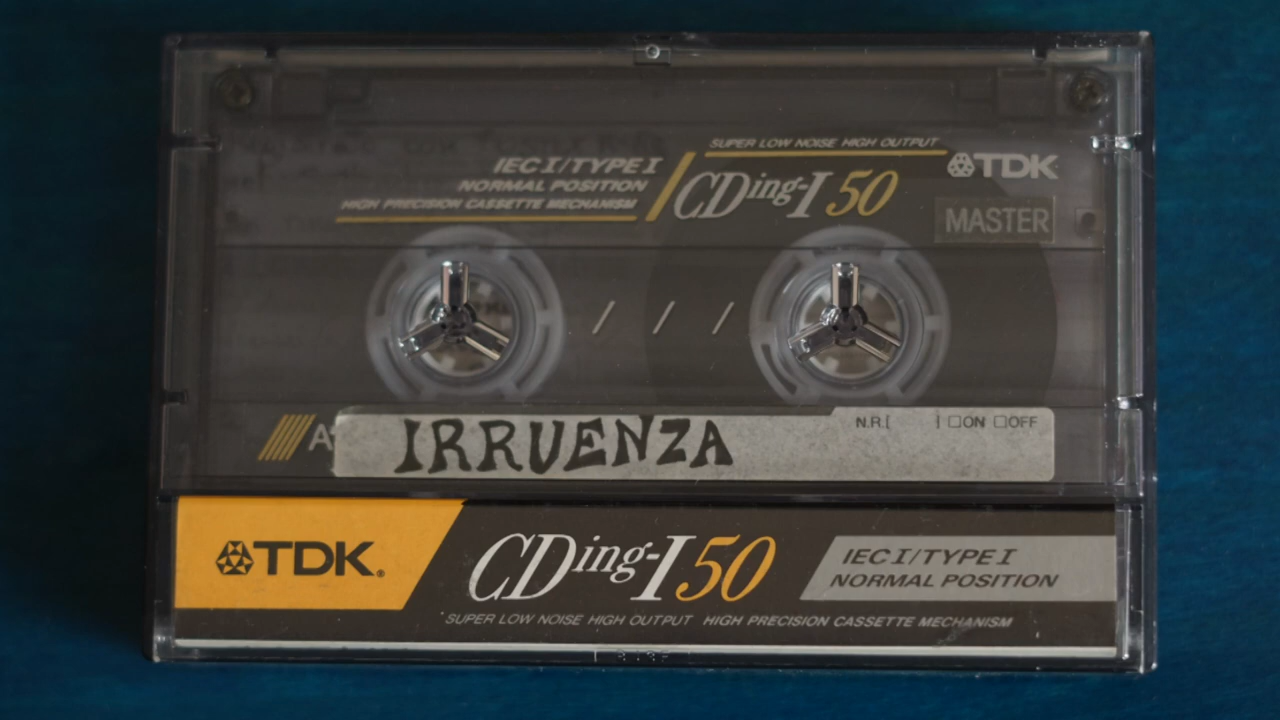 SUPER LOW NOISE HIGH OUTPUT
IEC I/TYPE I
NORMAL POSITION
HIGH PRECISION CASSETTE MECHANISM
CDing-I 50
TDK
MASTER
A
IRRUENZA
N.R.[ ] □ON □OFF
TDK®
CDing-I 50
IEC I/TYPE I
NORMAL POSITION
SUPER LOW NOISE HIGH OUTPUT HIGH PRECISION CASSETTE MECHANISM